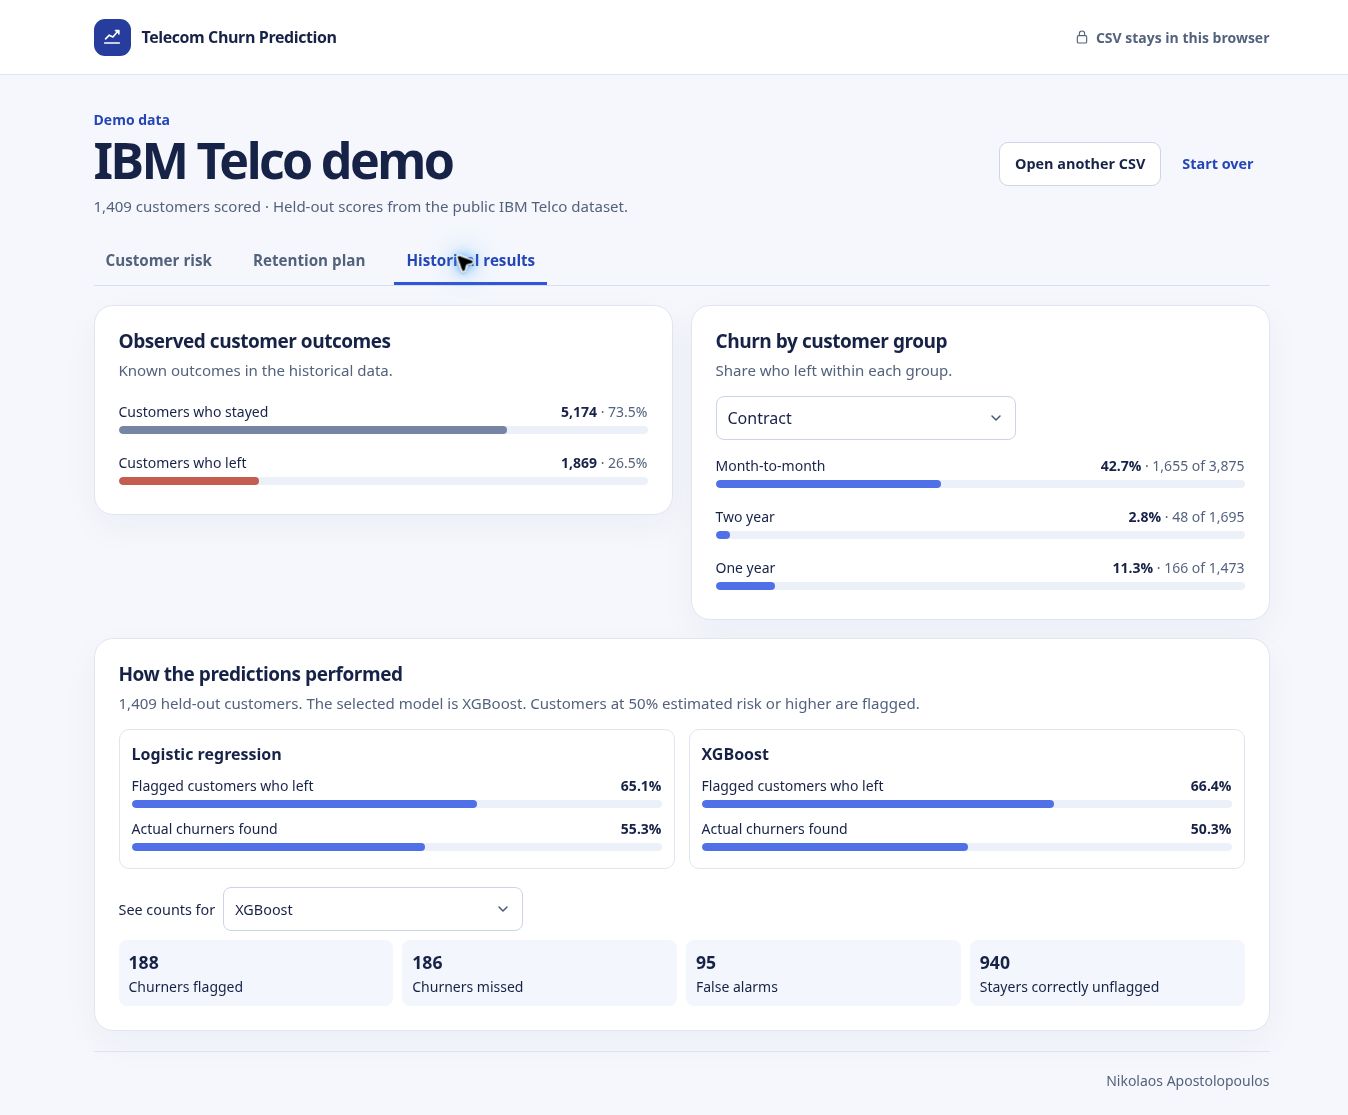 Telecom Churn Prediction
CSV stays in this browser
Demo data
IBM Telco demo
Open another CSV
Start over
1,409 customers scored · Held-out scores from the public IBM Telco dataset.
Customer risk
Retention plan
Historical results
Observed customer outcomes
Known outcomes in the historical data.
Customers who stayed 5,174 · 73.5%
Customers who left 1,869 · 26.5%
Churn by customer group
Share who left within each group.
Contract
Month-to-month 42.7% · 1,655 of 3,875
Two year 2.8% · 48 of 1,695
One year 11.3% · 166 of 1,473
How the predictions performed
1,409 held-out customers. The selected model is XGBoost. Customers at 50% estimated risk or higher are flagged.
Logistic regression
Flagged customers who left 65.1%
Actual churners found 55.3%
XGBoost
Flagged customers who left 66.4%
Actual churners found 50.3%
See counts for XGBoost
188
Churners flagged
186
Churners missed
95
False alarms
940
Stayers correctly unflagged
Nikolaos Apostolopoulos